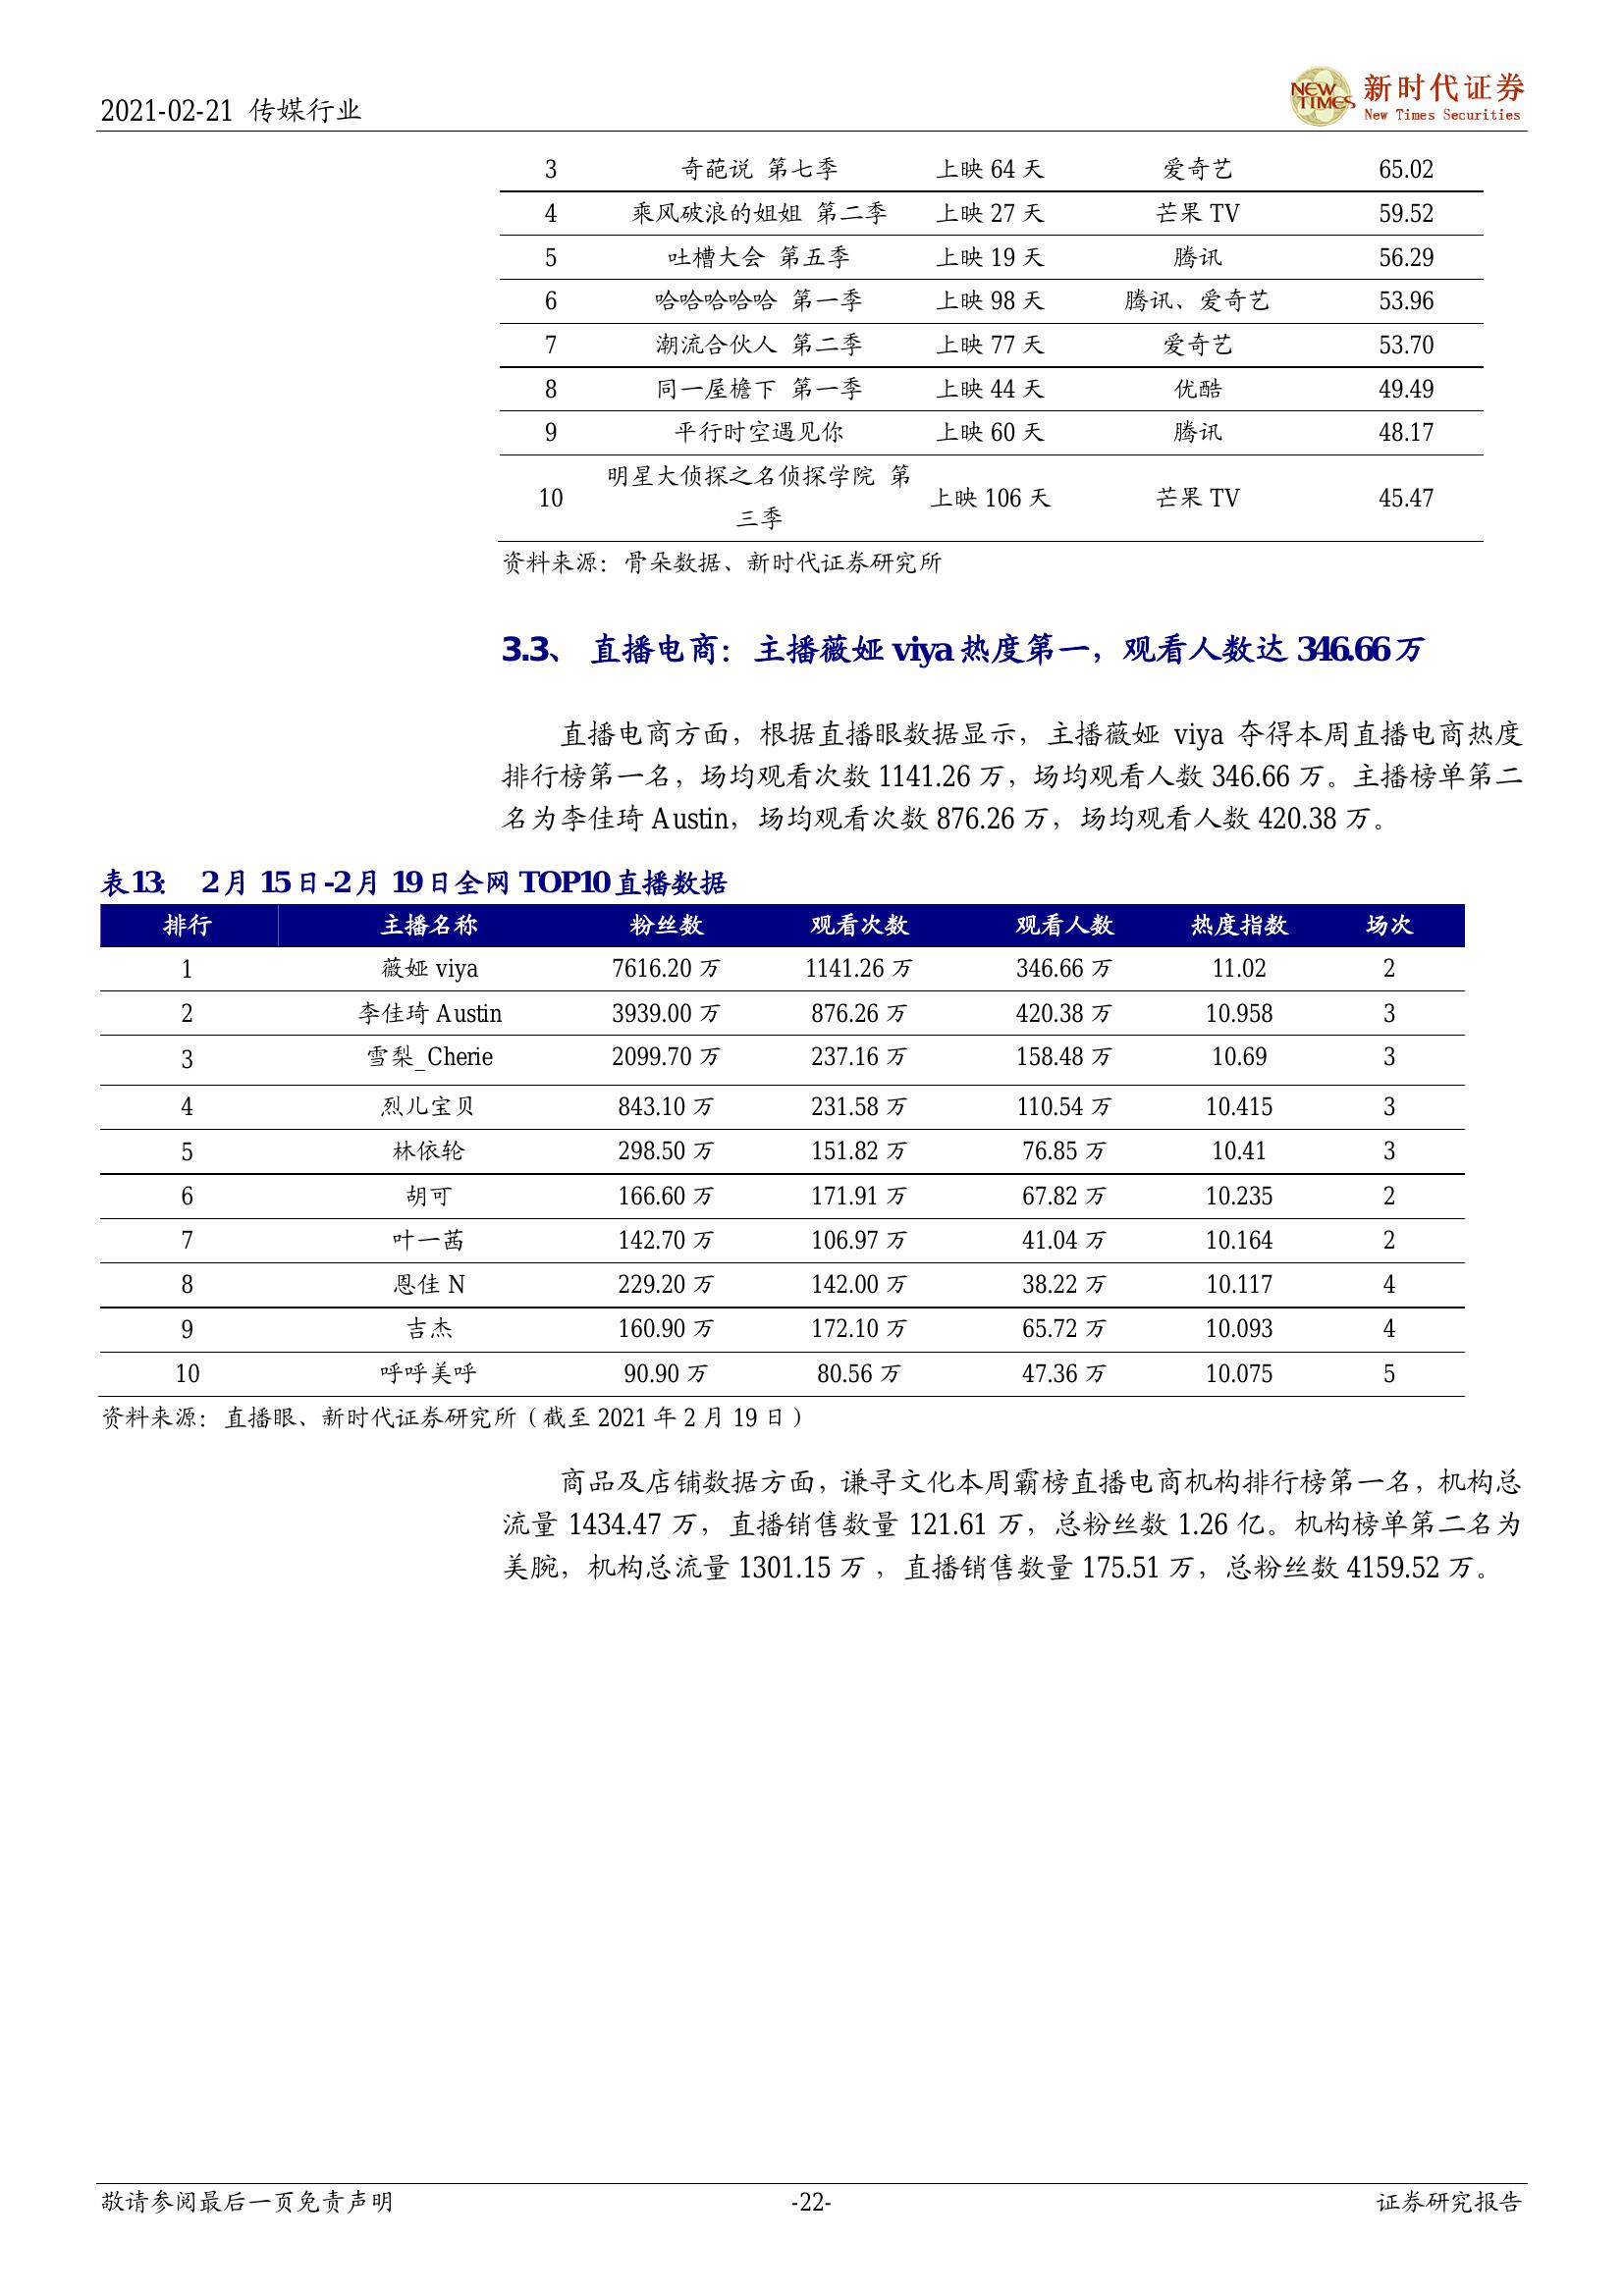 2021-02-21 传媒行业
NEW TIMES 新时代证券
New Times Securities
3 奇葩说 第七季 上映 64 天 爱奇艺 65.02
4 乘风破浪的姐姐 第二季 上映 27 天 芒果 TV 59.52
5 吐槽大会 第五季 上映 19 天 腾讯 56.29
6 哈哈哈哈哈 第一季 上映 98 天 腾讯、爱奇艺 53.96
7 潮流合伙人 第二季 上映 77 天 爱奇艺 53.70
8 同一屋檐下 第一季 上映 44 天 优酷 49.49
9 平行时空遇见你 上映 60 天 腾讯 48.17
10 明星大侦探之名侦探学院 第
三季 上映 106 天 芒果 TV 45.47
资料来源：骨朵数据、新时代证券研究所
3.3、 直播电商：主播薇娅 viya 热度第一，观看人数达 346.66 万
直播电商方面，根据直播眼数据显示，主播薇娅 viya 夺得本周直播电商热度
排行榜第一名，场均观看次数 1141.26 万，场均观看人数 346.66 万。主播榜单第二
名为李佳琦 Austin，场均观看次数 876.26 万，场均观看人数 420.38 万。
表13： 2 月 15 日-2 月 19 日全网 TOP10 直播数据
排行 主播名称 粉丝数 观看次数 观看人数 热度指数 场次
1 薇娅 viya 7616.20 万 1141.26 万 346.66 万 11.02 2
2 李佳琦 Austin 3939.00 万 876.26 万 420.38 万 10.958 3
3 雪梨_Cherie 2099.70 万 237.16 万 158.48 万 10.69 3
4 烈儿宝贝 843.10 万 231.58 万 110.54 万 10.415 3
5 林依轮 298.50 万 151.82 万 76.85 万 10.41 3
6 胡可 166.60 万 171.91 万 67.82 万 10.235 2
7 叶一茜 142.70 万 106.97 万 41.04 万 10.164 2
8 恩佳 N 229.20 万 142.00 万 38.22 万 10.117 4
9 吉杰 160.90 万 172.10 万 65.72 万 10.093 4
10 呼呼美呼 90.90 万 80.56 万 47.36 万 10.075 5
资料来源：直播眼、新时代证券研究所（截至 2021 年 2 月 19 日）
商品及店铺数据方面，谦寻文化本周霸榜直播电商机构排行榜第一名，机构总
流量 1434.47 万，直播销售数量 121.61 万，总粉丝数 1.26 亿。机构榜单第二名为
美腕，机构总流量 1301.15 万 ，直播销售数量 175.51 万，总粉丝数 4159.52 万。
敬请参阅最后一页免责声明 -22- 证券研究报告